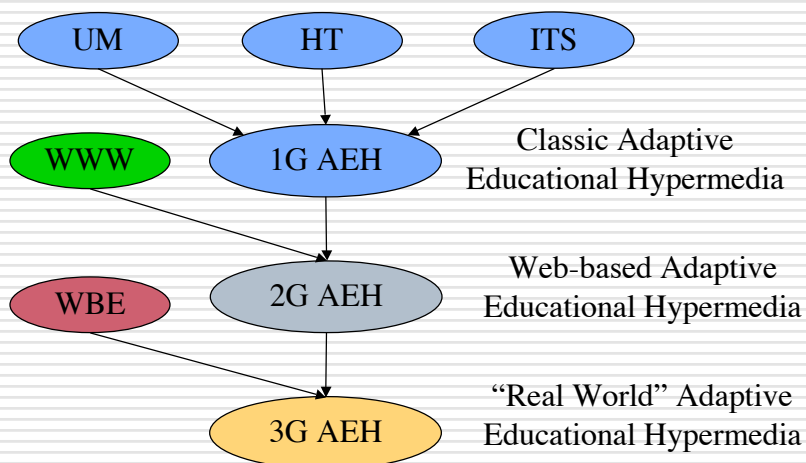 UM
HT
ITS
WWW
1G AEH
Classic Adaptive
Educational Hypermedia
WBE
2G AEH
Web-based Adaptive
Educational Hypermedia
3G AEH
“Real World” Adaptive
Educational Hypermedia